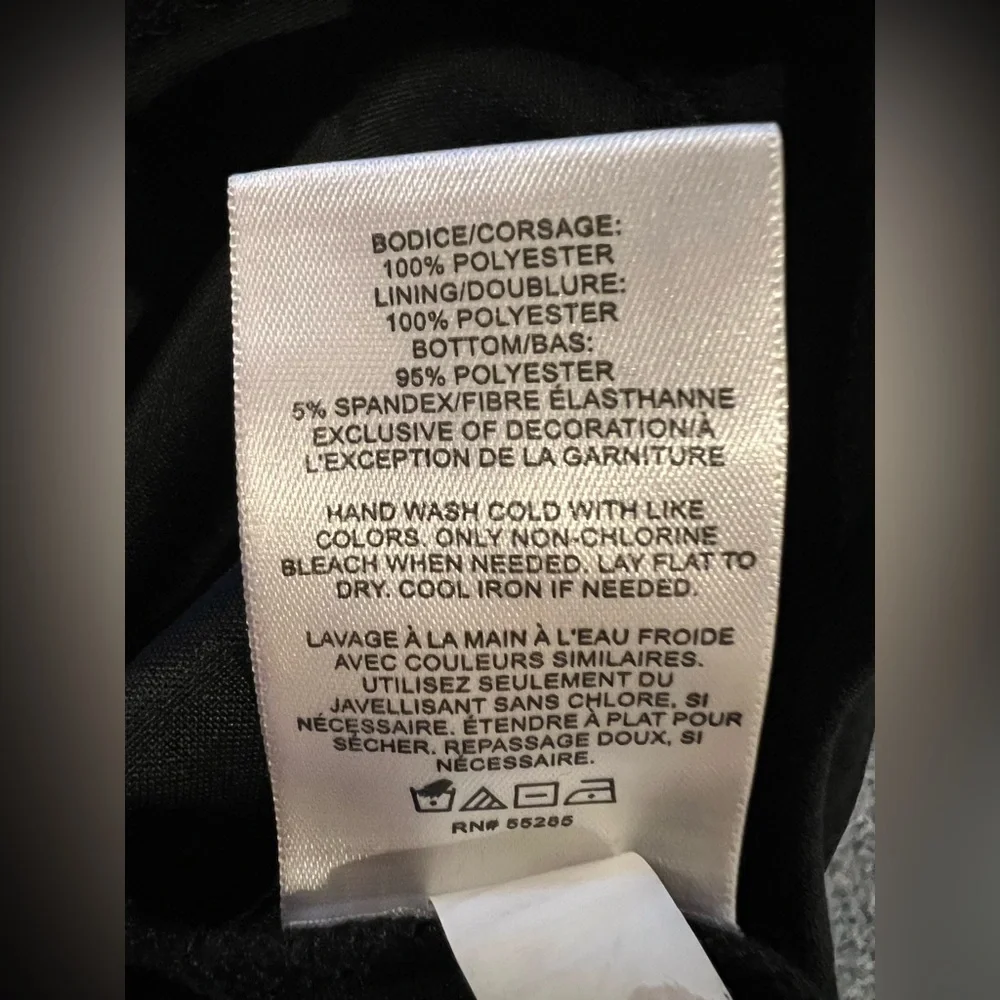 BODICE/CORSAGE:
100% POLYESTER
LINING/DOUBLURE:
100% POLYESTER
BOTTOM/BAS:
95% POLYESTER
5% SPANDEX/FIBRE ÉLASTHANNE
EXCLUSIVE OF DECORATION/À
L'EXCEPTION DE LA GARNITURE
HAND WASH COLD WITH LIKE
COLORS. ONLY NON-CHLORINE
BLEACH WHEN NEEDED. LAY FLAT TO
DRY. COOL IRON IF NEEDED.
LAVAGE À LA MAIN À L'EAU FROIDE
AVEC COULEURS SIMILAIRES.
UTILISEZ SEULEMENT DU
JAVELLISANT SANS CHLORE, SI
NÉCESSAIRE. ÉTENDRE À PLAT POUR
SÉCHER. REPASSAGE DOUX, SI
NÉCESSAIRE.
RN# 55285